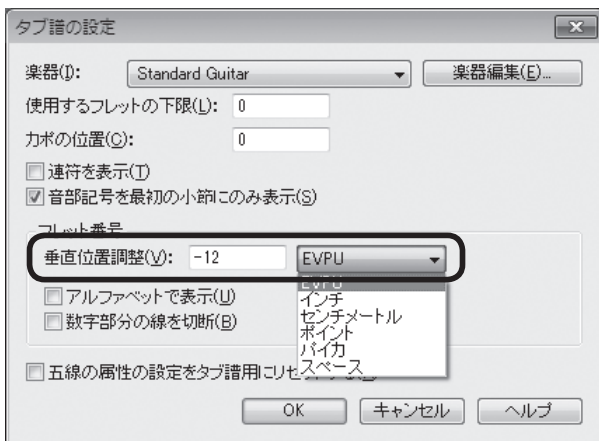 タブ譜の設定
楽器(I): Standard Guitar 楽器編集(E)...
使用するフレットの下限(L): 0
カポの位置(C): 0
連符を表示(T)
音部記号を最初の小節にのみ表示(S)
フレット番号
垂直位置調整(V): -12 EVPU
EVPU
アルファベットで表示(U) インチ
センチメートル
数字部分の線を切断(B) ポイント
パイカ
スペース
五線の属性の設定をタブ譜用にリセ
OK キャンセル ヘルプ